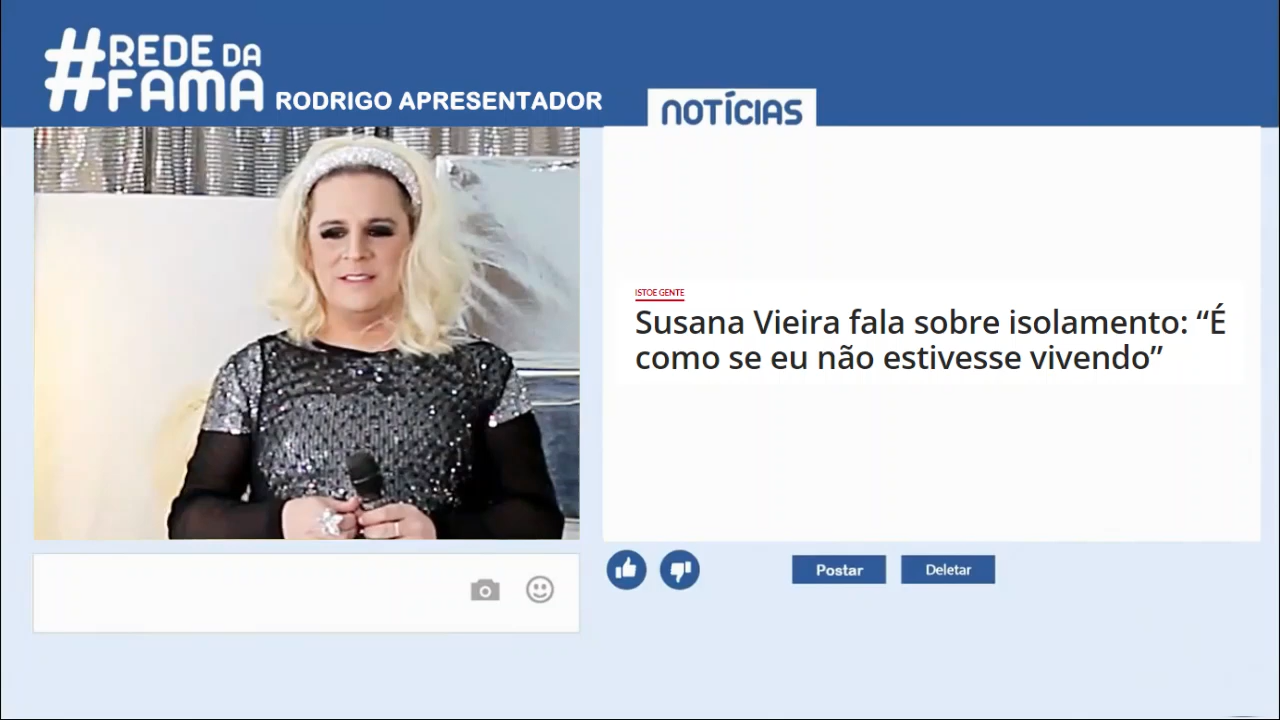 #REDE DA
FAMA
RODRIGO APRESENTADOR
NOTÍCIAS
ISTOE GENTE
Susana Vieira fala sobre isolamento: “É
como se eu não estivesse vivendo”
Postar
Deletar